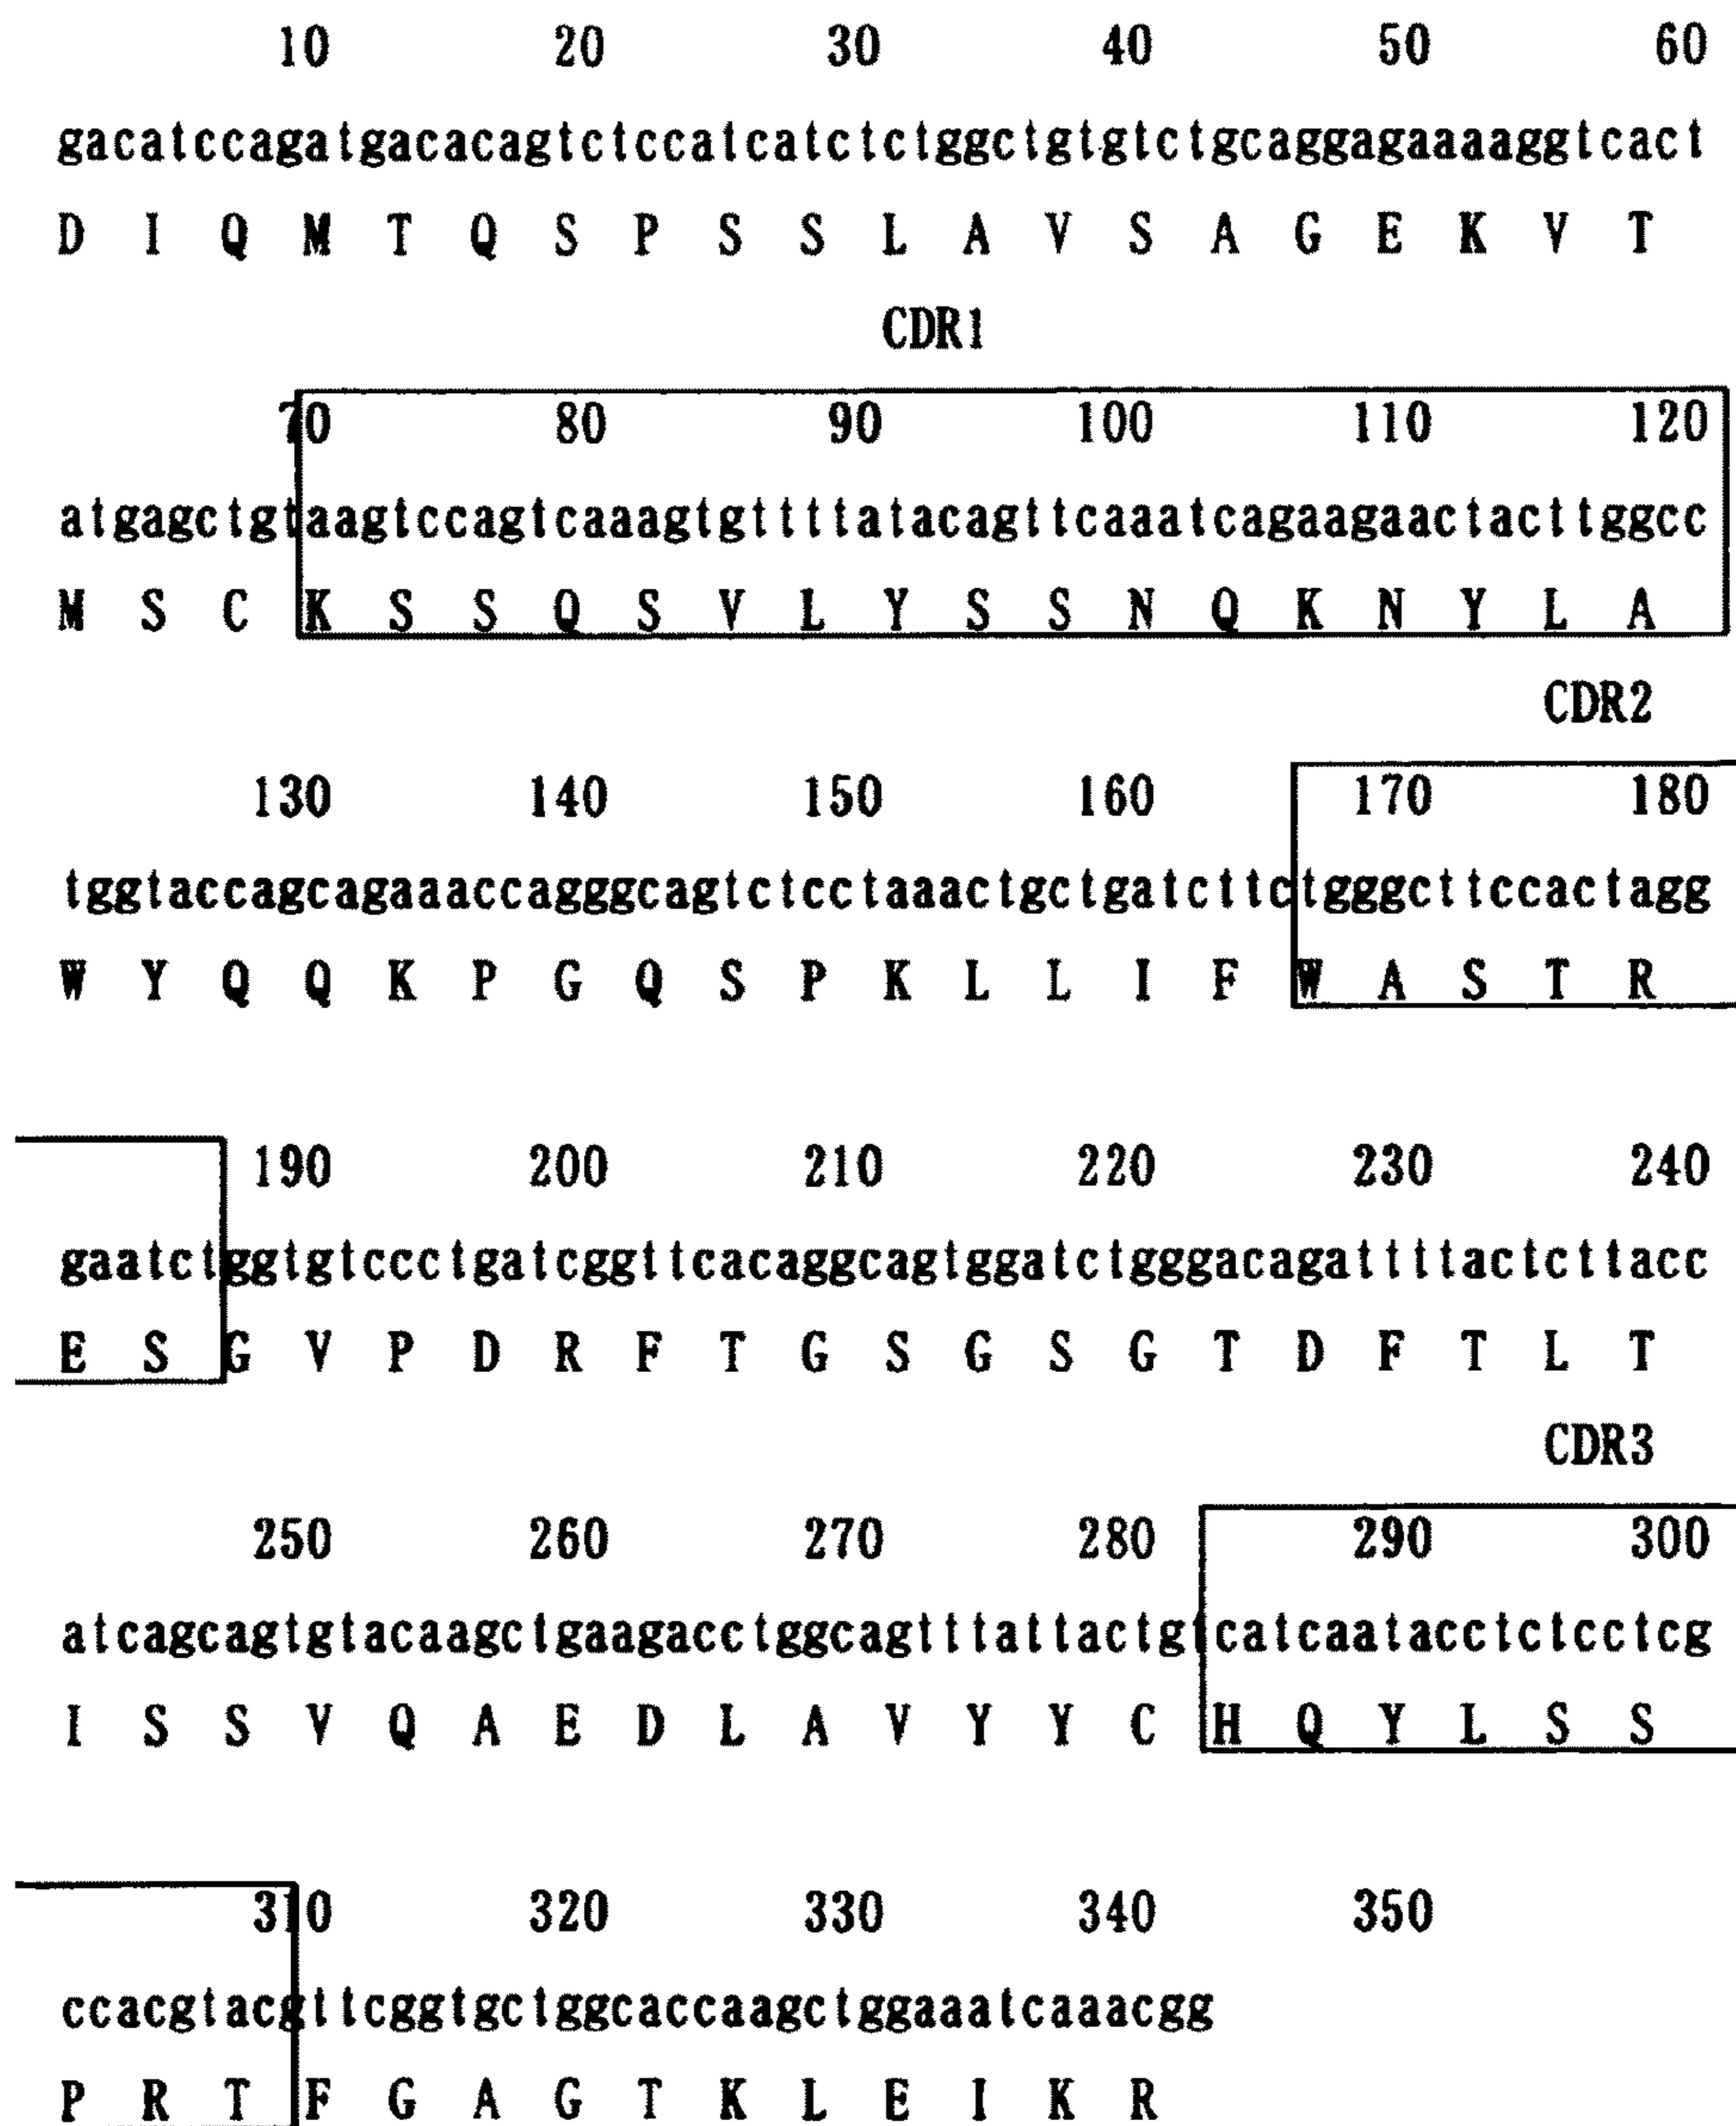 10 20 30 40 50 60
gacatccagatgacacagtctccatcatctctggctgtgtctgcaggagaaaaggtcact
D I Q M T Q S P S S L A V S A G E K V T
CDR1
70 80 90 100 110 120
atgagctgtaagtccagtcaaagtgttttatacagttcaaatcagaagaactacttggcc
M S C K S S Q S V L Y S S N Q K N Y L A
CDR2
130 140 150 160 170 180
tggtaccagcagaaaccagggcagtctcctaaactgctgatcttctgggcttccactagg
W Y Q Q K P G Q S P K L L I F W A S T R
190 200 210 220 230 240
gaatctggtgtccctgatcggttcacaggcagtggatctgggacagattttactcttacc
E S G V P D R F T G S G S G T D F T L T
CDR3
250 260 270 280 290 300
atcagcagtgtacaagctgaagacctggcagtttattactgtcatcaatacctctcctcg
I S S V Q A E D L A V Y Y C H Q Y L S S
310 320 330 340 350
ccacgtacgttcggtgctggcaccaagctggaaatcaaacgg
P R T F G A G T K L E I K R